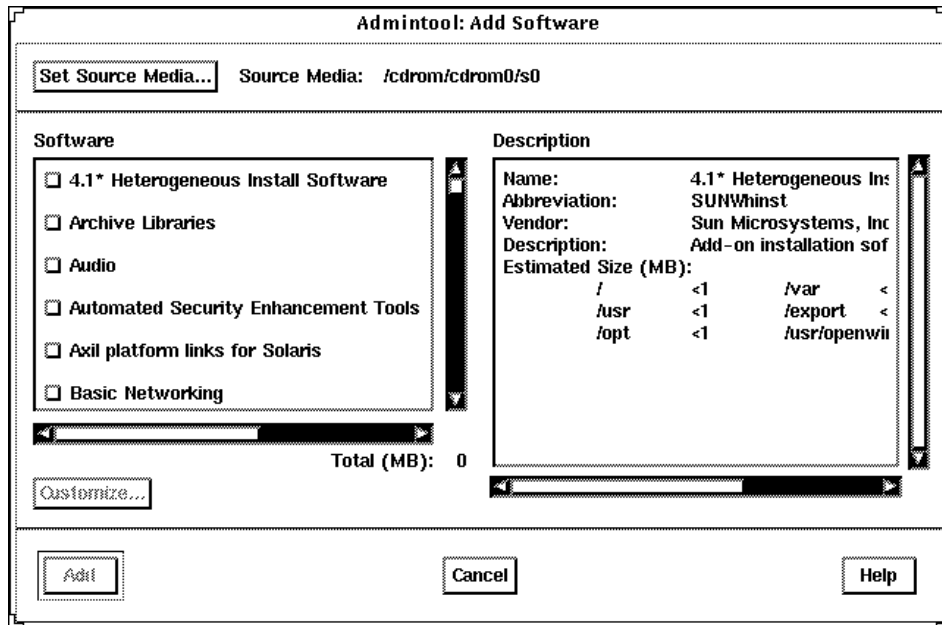 Admintool: Add Software
Set Source Media... Source Media: /cdrom/cdrom0/s0
Software
4.1* Heterogeneous Install Software
Archive Libraries
Audio
Automated Security Enhancement Tools
Axil platform links for Solaris
Basic Networking
Total (MB): 0
Customize...
Description
Name: 4.1* Heterogeneous Ins
Abbreviation: SUNWhinst
Vendor: Sun Microsystems, Inc
Description: Add-on installation sof
Estimated Size (MB):
/ <1 /var <
/usr <1 /export <
/opt <1 /usr/openwin
Add Cancel Help